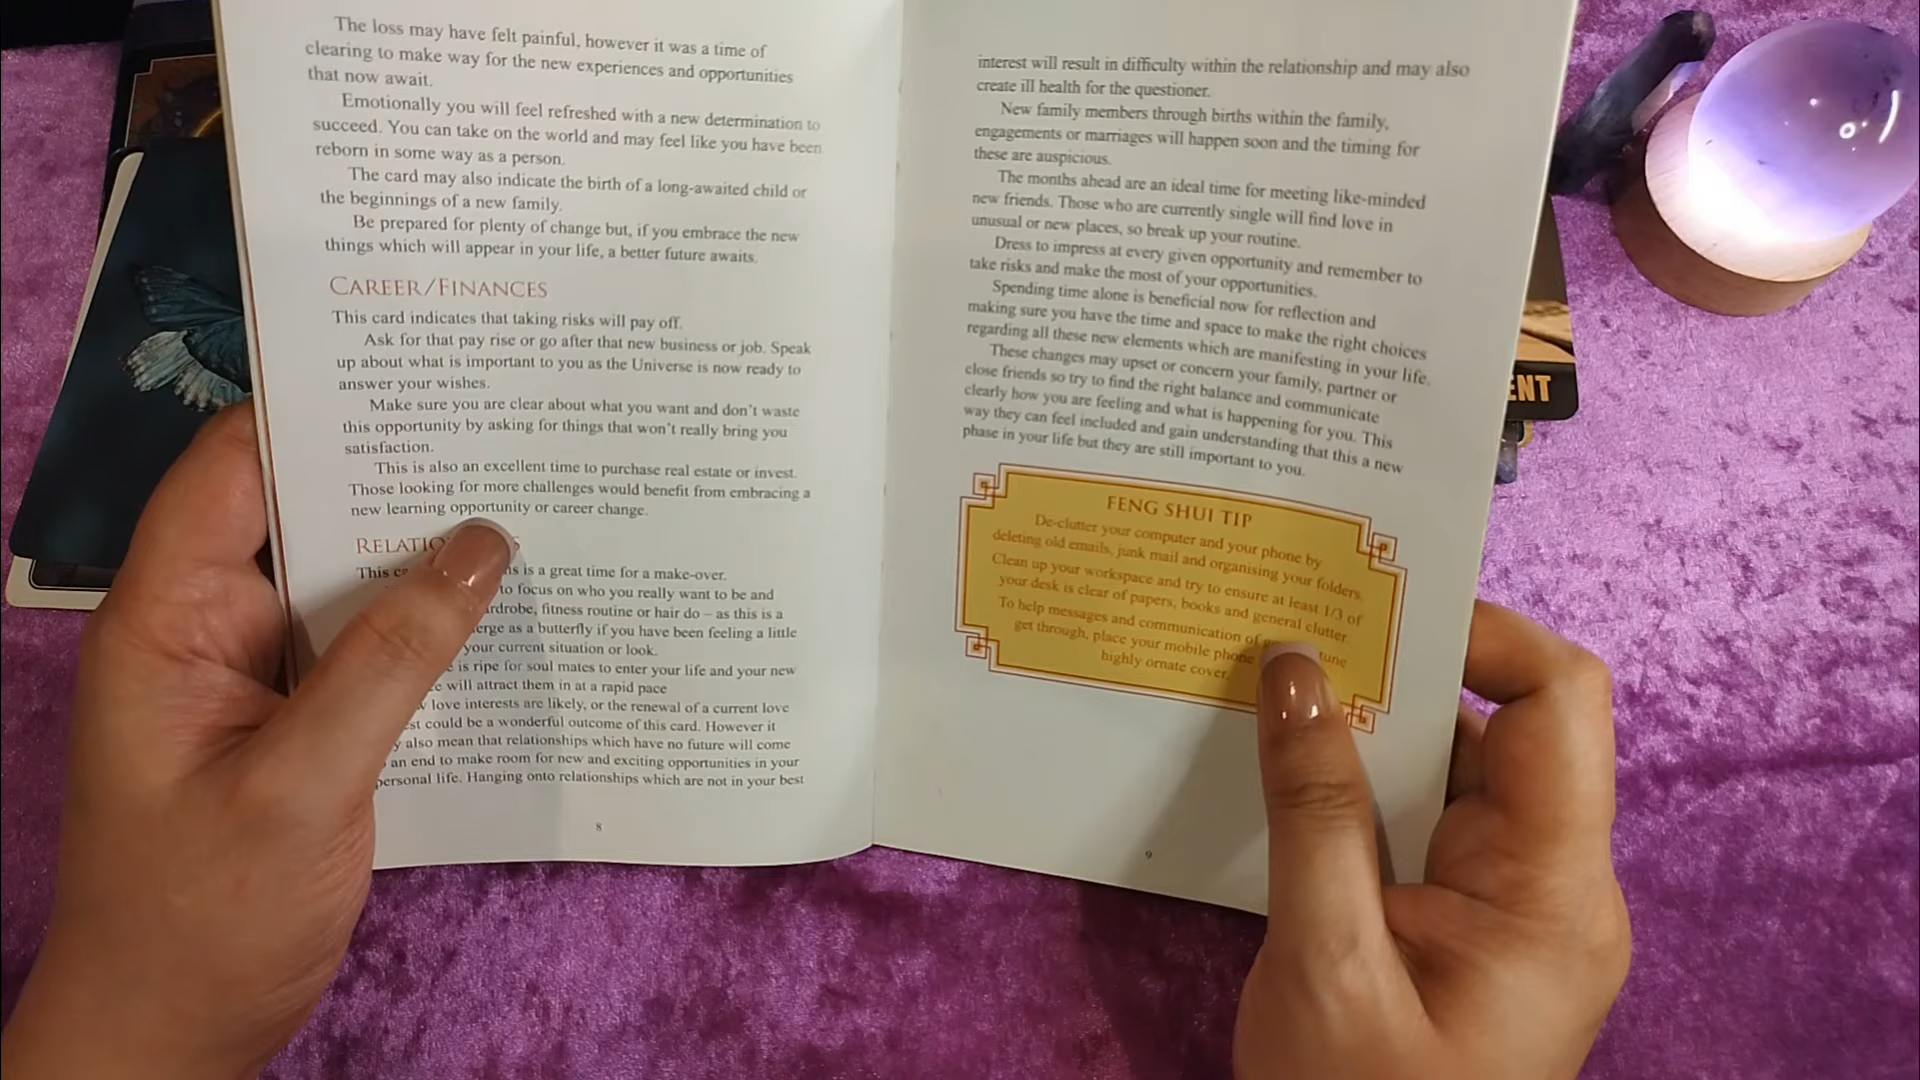 The loss may have felt painful, however it was a time of
clearing to make way for the new experiences and opportunities
that now await.
Emotionally you will feel refreshed with a new determination to
succeed. You can take on the world and may feel like you have been
reborn in some way as a person.
The card may also indicate the birth of a long-awaited child or
the beginnings of a new family.
Be prepared for plenty of change but, if you embrace the new
things which will appear in your life, a better future awaits.
CAREER/FINANCES
This card indicates that taking risks will pay off.
Ask for that pay rise or go after that new business or job. Speak
up about what is important to you as the Universe is now ready to
answer your wishes.
Make sure you are clear about what you want and don't waste
this opportunity by asking for things that won't really bring you
satisfaction.
This is also an excellent time to purchase real estate or invest.
Those looking for more challenges would benefit from embracing a
new learning opportunity or career change.
This is a great time for a make-over.
to focus on who you really want to be and
fitness routine or hair do – as this is a
as a butterfly if you have been feeling a little
your current situation or look.
is ripe for soul mates to enter your life and your new
will attract them in at a rapid pace
love interests are likely, or the renewal of a current love
could be a wonderful outcome of this card. However it
also mean that relationships which have no future will come
an end to make room for new and exciting opportunities in your
personal life. Hanging onto relationships which are not in your best
8
interest will result in difficulty within the relationship and may also
create ill health for the questioner.
New family members through births within the family,
engagements or marriages will happen soon and the timing for
these are auspicious.
The months ahead are an ideal time for meeting like-minded
new friends. Those who are currently single will find love in
unusual or new places, so break up your routine.
Dress to impress at every given opportunity and remember to
take risks and make the most of your opportunities.
Spending time alone is beneficial now for reflection and
making sure you have the time and space to make the right choices
regarding all these new elements which are manifesting in your life.
These changes may upset or concern your family, partner or
close friends so try to find the right balance and communicate
clearly how you are feeling and what is happening for you. This
way they can feel included and gain understanding that this a new
phase in your life but they are still important to you.
FENG SHUI TIP
De-clutter your computer and your phone by
deleting old emails, junk mail and organising your folders.
Clean up your workspace and try to ensure at least 1/3 of
your desk is clear of papers, books and general clutter.
To help messages and communication of
get through, place your mobile phone
highly ornate cover.
9